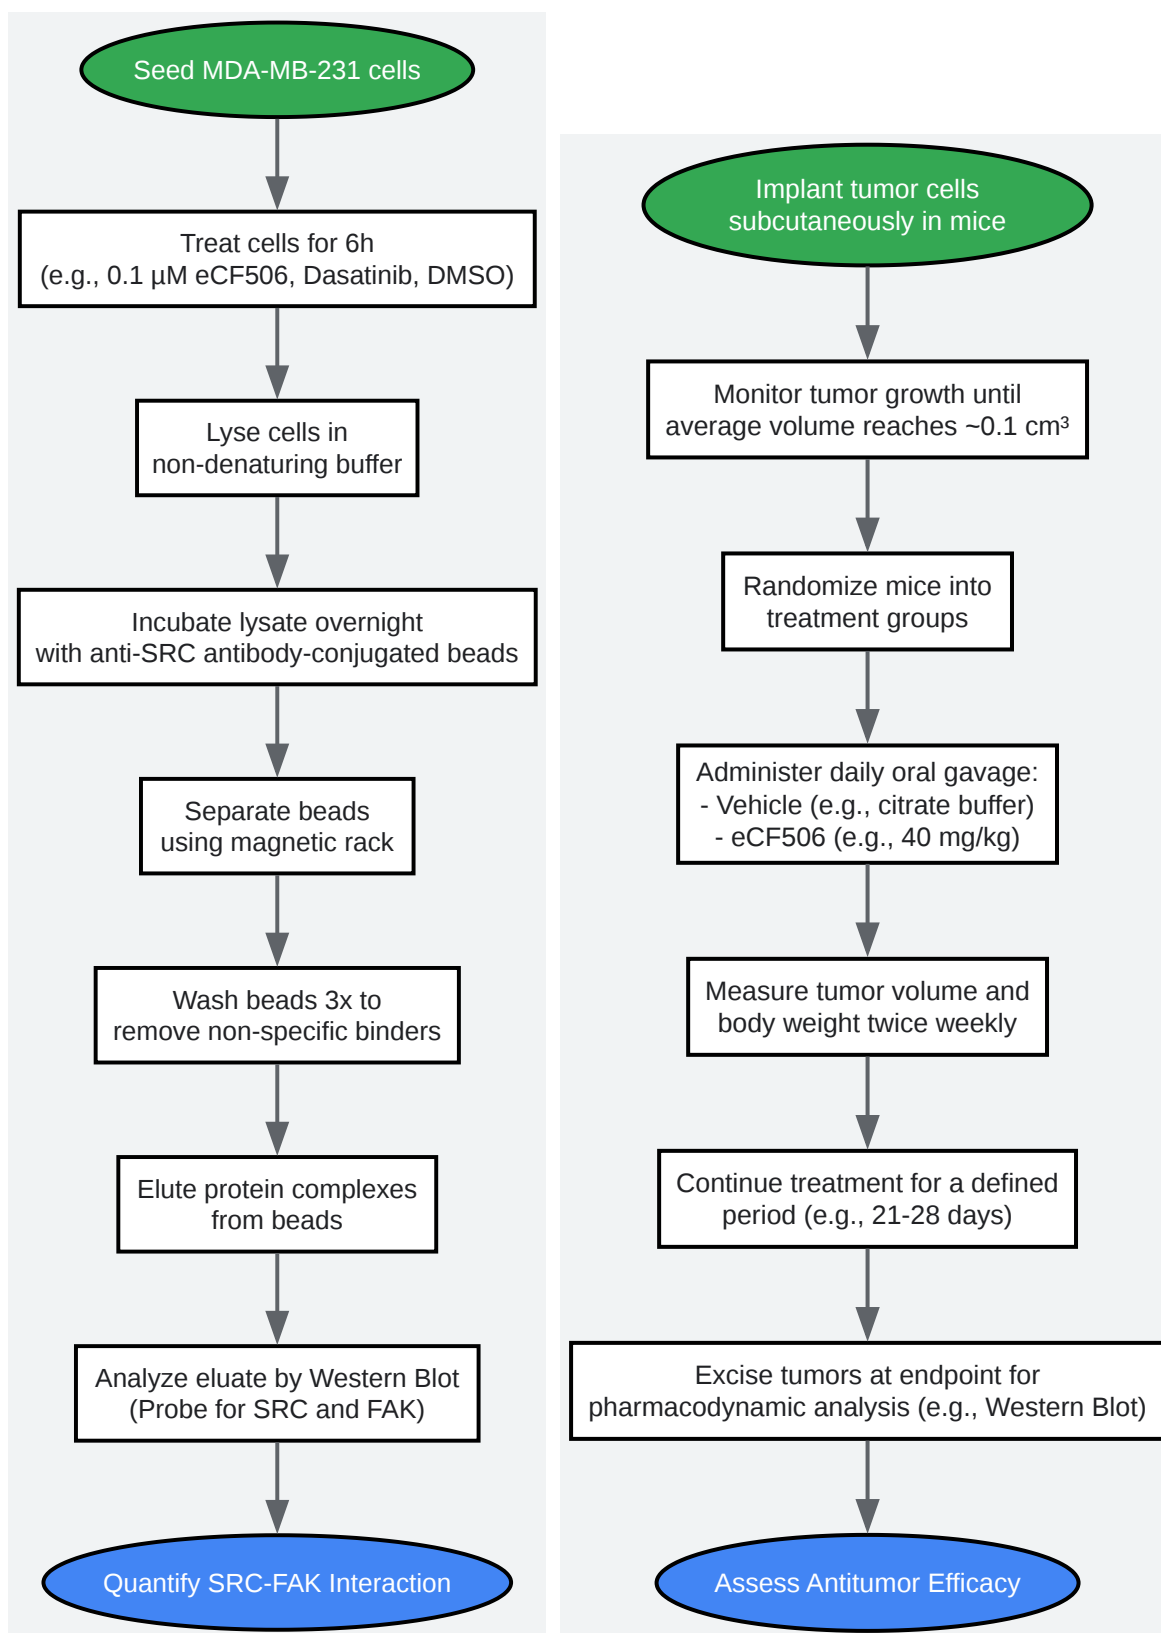 Seed MDA-MB-231 cells
Treat cells for 6h
(e.g., 0.1 µM eCF506, Dasatinib, DMSO)
Lyse cells in
non-denaturing buffer
Incubate lysate overnight
with anti-SRC antibody-conjugated beads
Separate beads
using magnetic rack
Wash beads 3x to
remove non-specific binders
Elute protein complexes
from beads
Analyze eluate by Western Blot
(Probe for SRC and FAK)
Quantify SRC-FAK Interaction
Implant tumor cells
subcutaneously in mice
Monitor tumor growth until
average volume reaches ~0.1 cm³
Randomize mice into
treatment groups
Administer daily oral gavage:
- Vehicle (e.g., citrate buffer)
- eCF506 (e.g., 40 mg/kg)
Measure tumor volume and
body weight twice weekly
Continue treatment for a defined
period (e.g., 21-28 days)
Excise tumors at endpoint for
pharmacodynamic analysis (e.g., Western Blot)
Assess Antitumor Efficacy